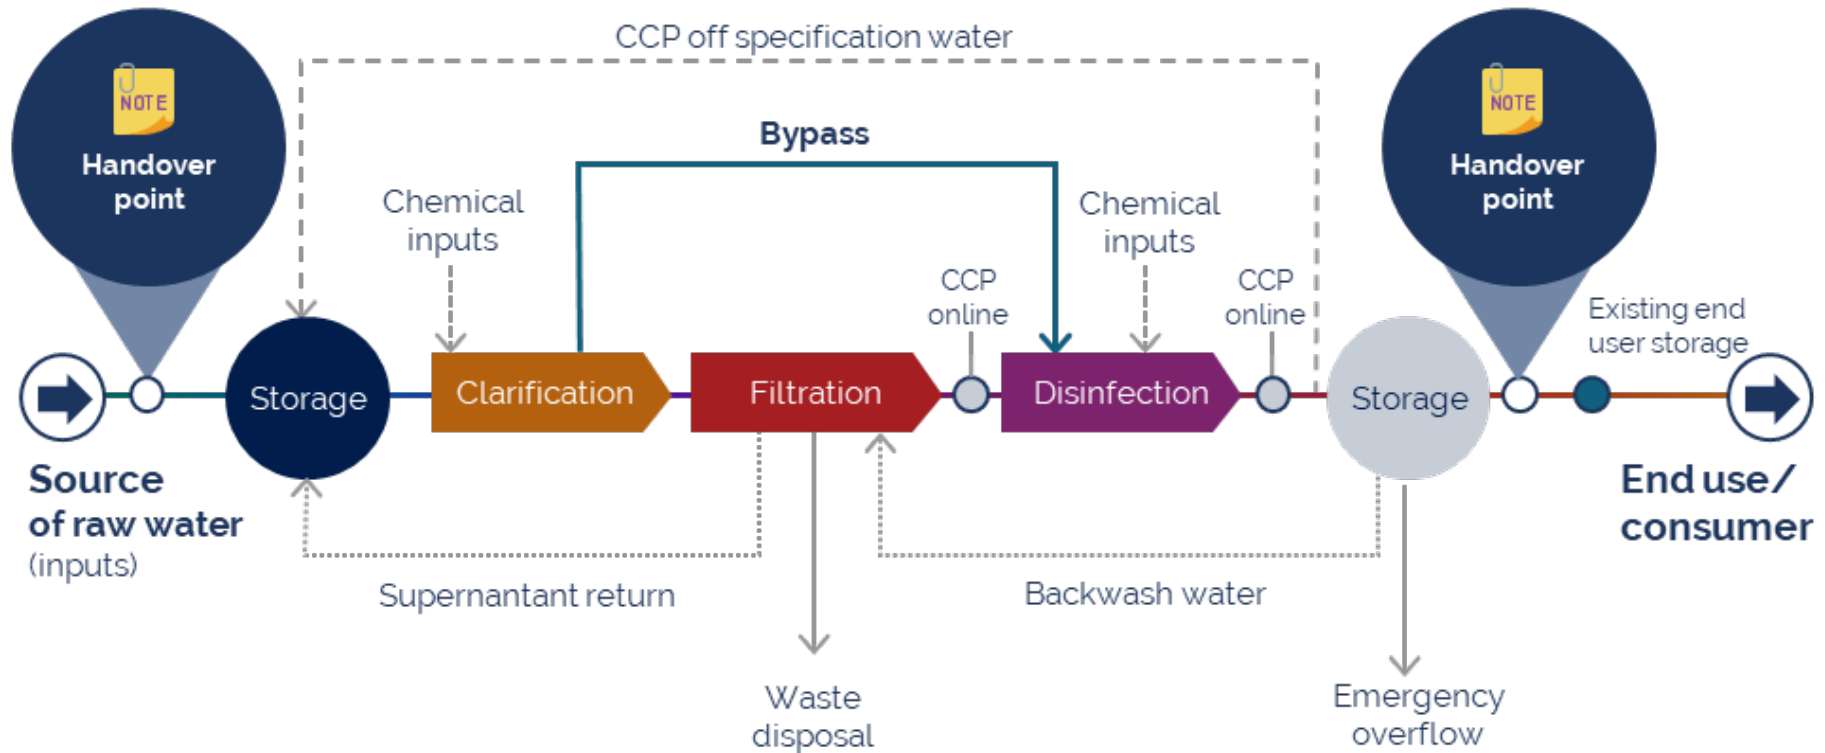 CCP off specification water
NOTE
Handover
point
Bypass
NOTE
Handover
point
Chemical
inputs
Chemical
inputs
CCP
online
CCP
online
Existing end
user storage
Storage
Clarification
Filtration
Disinfection
Storage
Source
of raw water
(inputs)
End use/
consumer
Supernantant return
Backwash water
Waste
disposal
Emergency
overflow